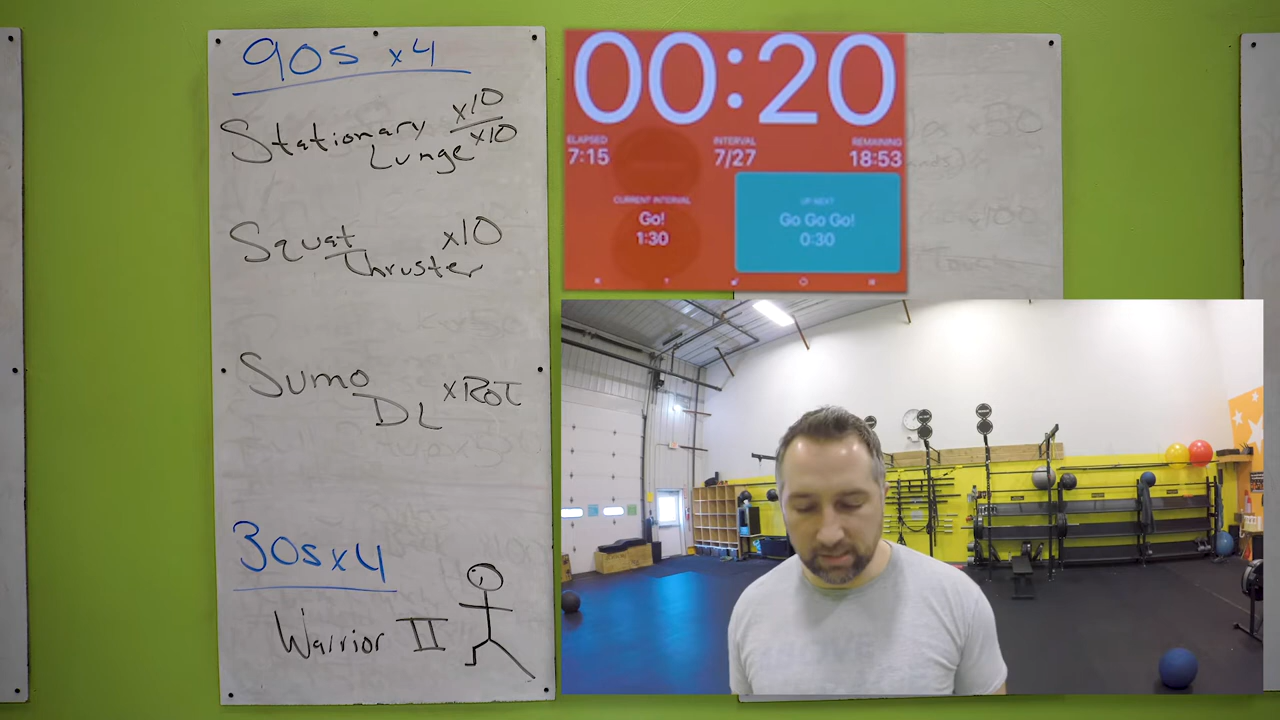 90s x4
Stationary x10
Lunge x10
Squat x10
Thruster
Sumo
DL x ROT
30s x4
Warrior II
00:20
ELAPSED INTERVAL REMAINING
7:15 7/27 18:53
CURRENT INTERVAL
Go!
1:30
UP NEXT
Go Go Go!
0:30